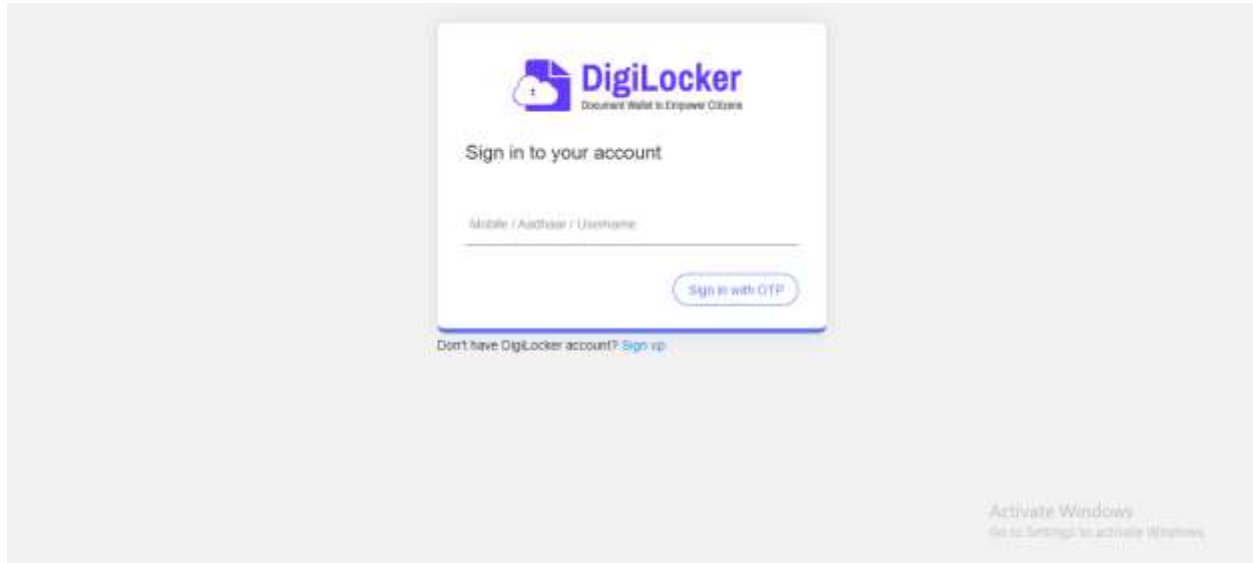 DigiLocker
Document Wallet to Empower Citizens
Sign in to your account
Mobile / Aadhaar / Username
Sign in with OTP
Don't have DigiLocker account? Sign up
Activate Windows
Go to Settings to activate Windows.